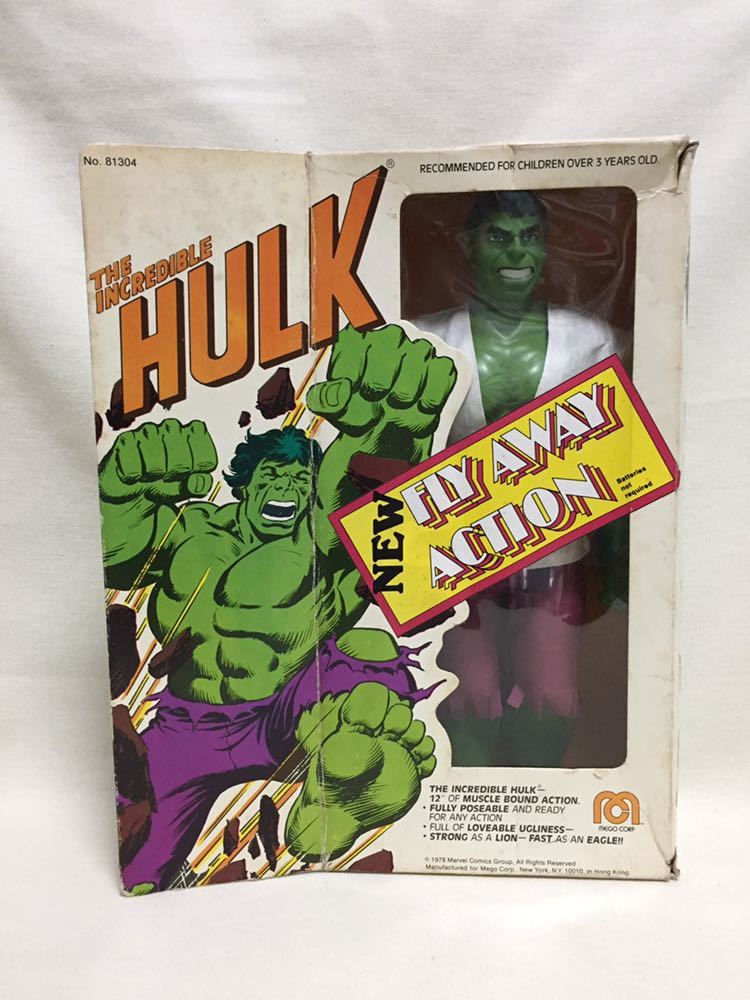 No. 81304
RECOMMENDED FOR CHILDREN OVER 3 YEARS OLD.
THE
INCREDIBLE
HULK®
NEW
FLY AWAY
ACTION
Batteries
not
required
THE INCREDIBLE HULK™
12" OF MUSCLE BOUND ACTION.
• FULLY POSEABLE AND READY
FOR ANY ACTION
• FULL OF LOVEABLE UGLINESS—
• STRONG AS A LION—FAST AS AN EAGLE!!
MEGO CORP
© 1978 Marvel Comics Group, All Rights Reserved
Manufactured for Mego Corp., New York, N.Y. 10010, in Hong Kong